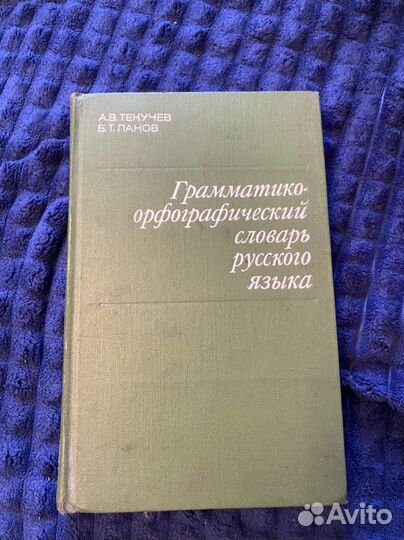 А.В. ТЕКУЧЕВ
Б.Т. ПАНОВ
Грамматико-
орфографический
словарь
русского
языка
Avito